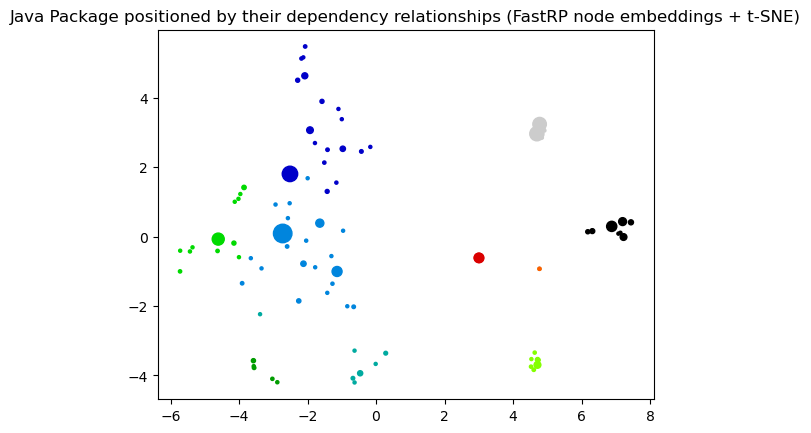 Java Package positioned by their dependency relationships (FastRP node embeddings + t-SNE)
4
2
0
−2
−4
−6 −4 −2 0 2 4 6 8